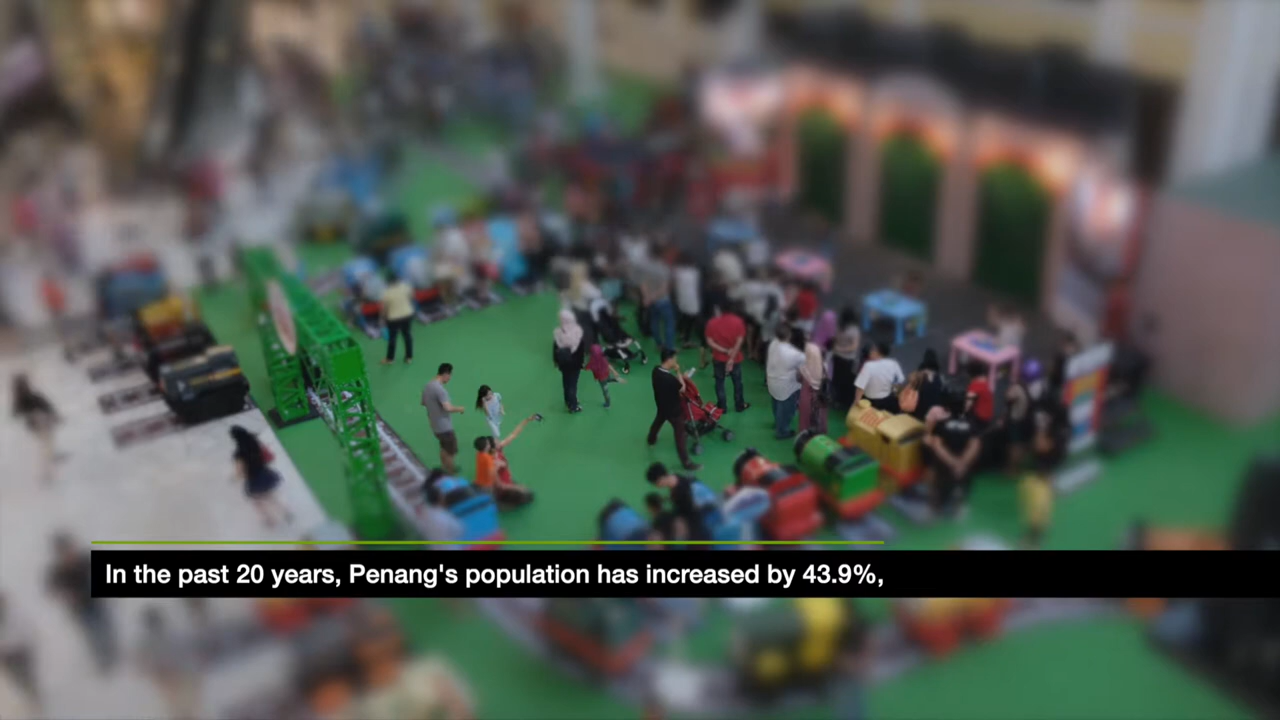 In the past 20 years, Penang's population has increased by 43.9%,